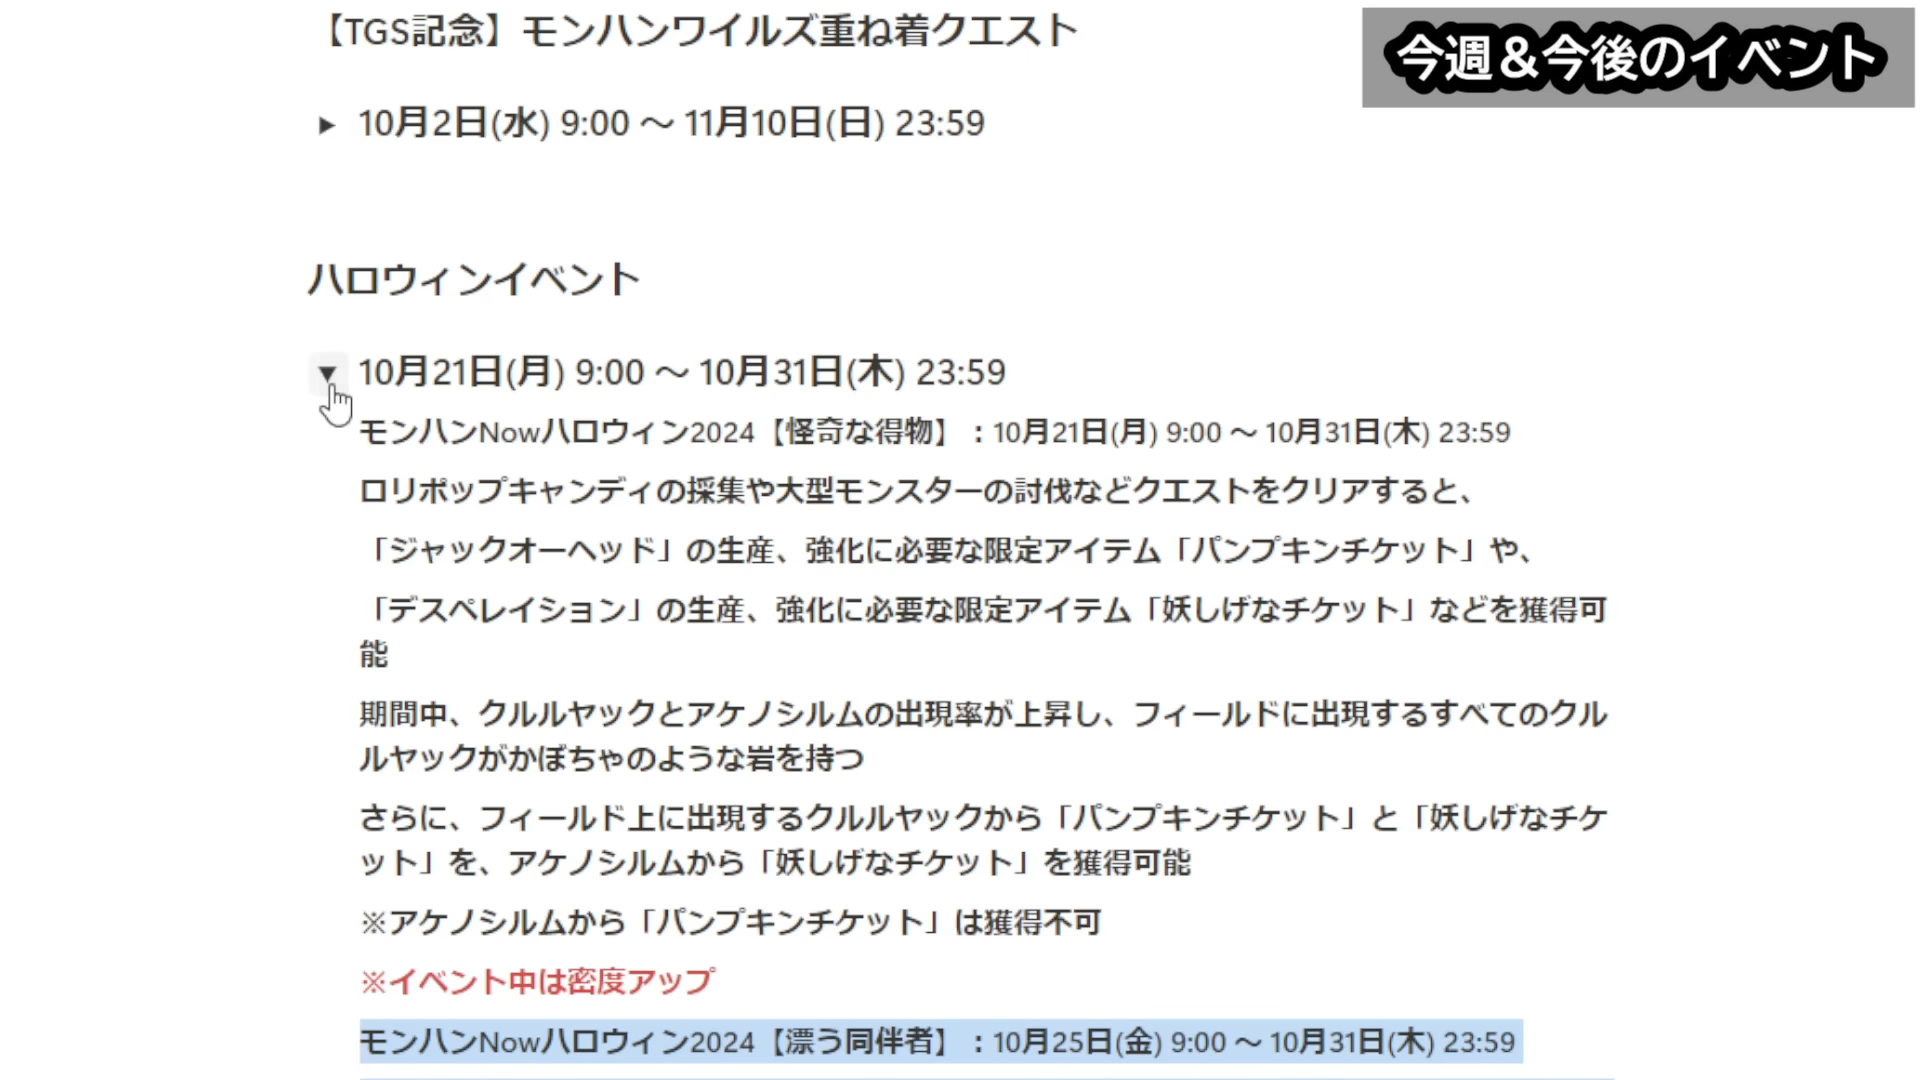 【TGS記念】モンハンワイルズ重ね着クエスト
今週＆今後のイベント
10月2日(水) 9:00 〜 11月10日(日) 23:59
ハロウィンイベント
10月21日(月) 9:00 〜 10月31日(木) 23:59
モンハンNowハロウィン2024【怪奇な得物】：10月21日(月) 9:00 〜 10月31日(木) 23:59
ロリポップキャンディの採集や大型モンスターの討伐などクエストをクリアすると、
「ジャックオーヘッド」の生産、強化に必要な限定アイテム「パンプキンチケット」や、
「デスペレイション」の生産、強化に必要な限定アイテム「妖しげなチケット」などを獲得可
能
期間中、クルルヤックとアケノシルムの出現率が上昇し、フィールドに出現するすべてのクル
ルヤックがかぼちゃのような岩を持つ
さらに、フィールド上に出現するクルルヤックから「パンプキンチケット」と「妖しげなチケ
ット」を、アケノシルムから「妖しげなチケット」を獲得可能
※アケノシルムから「パンプキンチケット」は獲得不可
※イベント中は密度アップ
モンハンNowハロウィン2024【漂う同伴者】：10月25日(金) 9:00 〜 10月31日(木) 23:59